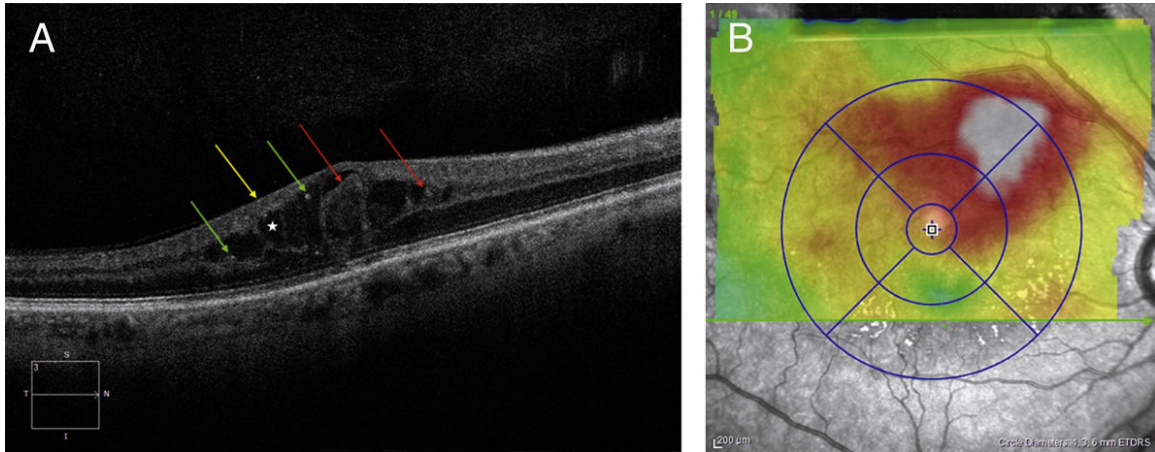 A
3
S
T
N
I
B
1 / 49
200 µm
Circle Diameters: 1, 3, 6 mm ETDRS